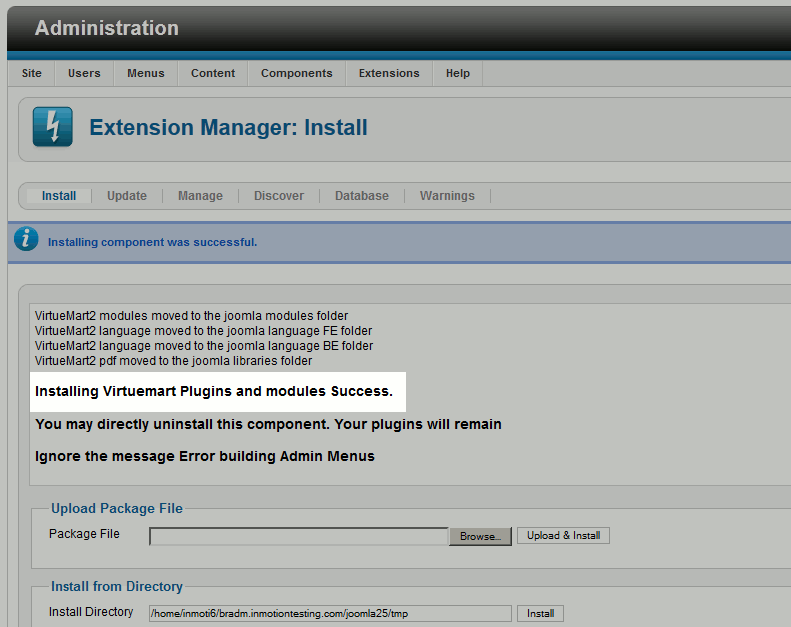 Administration
Site Users Menus Content Components Extensions Help
Extension Manager: Install
Install Update Manage Discover Database Warnings
Installing component was successful.
VirtueMart2 modules moved to the joomla modules folder
VirtueMart2 language moved to the joomla language FE folder
VirtueMart2 language moved to the joomla language BE folder
VirtueMart2 pdf moved to the joomla libraries folder
Installing Virtuemart Plugins and modules Success.
You may directly uninstall this component. Your plugins will remain
Ignore the message Error building Admin Menus
Upload Package File
Package File Browse... Upload & Install
Install from Directory
Install Directory /home/inmoti6/bradm.inmotiontesting.com/joomla25/tmp Install